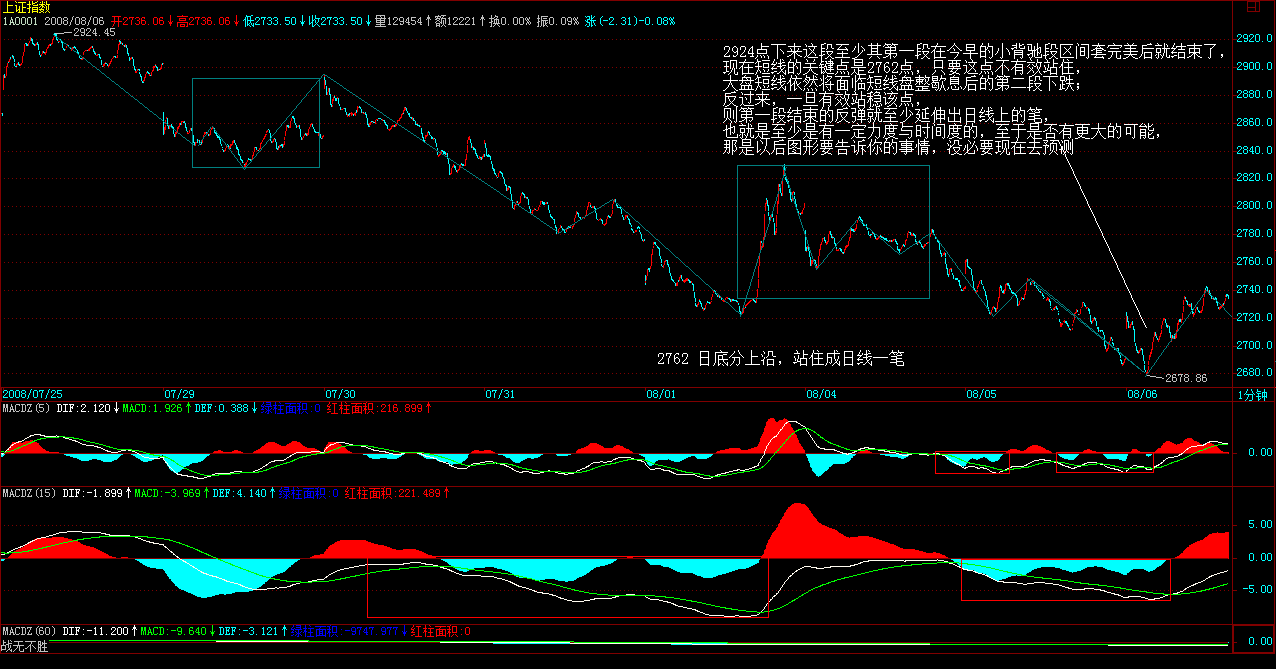 上证指数
1A0001 2008/08/06 开2738.08↓高2738.08↓低2733.50↓收2733.50↓量129454↑额12221↑换0.00% 振0.09% 涨(-2.31)-0.08%
2924.45
2920.0
2900.0
2880.0
2860.0
2840.0
2820.0
2800.0
2780.0
2760.0
2740.0
2720.0
2700.0
2680.0
2924点下来这段至少其第一段在今早的小背驰段区间套完美后就结束了,
现在短线的关键点是2762点, 只要这点不有效站住,
大盘短线依然将面临短线盘整歇息后的第二段下跌;
反过来, 一旦有效站稳该点,
则第一段结束的反弹就至少延伸出日线上的笔,
也就是至少是有一定力度与时间度的, 至于是否有更大的可能,
那是以后图形要告诉你的事情, 没必要现在去预测
2762 日底分上沿, 站住成日线一笔
2678.86
2008/07/25 07/29 07/30 07/31 08/01 08/04 08/05 08/06 1分钟
MACDZ(5) DIF:2.120↓MACD:1.926↑DEF:0.388↓绿柱面积:0 红柱面积:216.899↑
0.00
MACDZ(15) DIF:-1.899↑MACD:-3.969↑DEF:4.140↑绿柱面积:0 红柱面积:221.489↑
5.00
0.00
-5.00
MACDZ(60) DIF:-11.200↑MACD:-9.640↓DEF:-3.121↑绿柱面积:-9747.977↓红柱面积:0
0.00
战无不胜